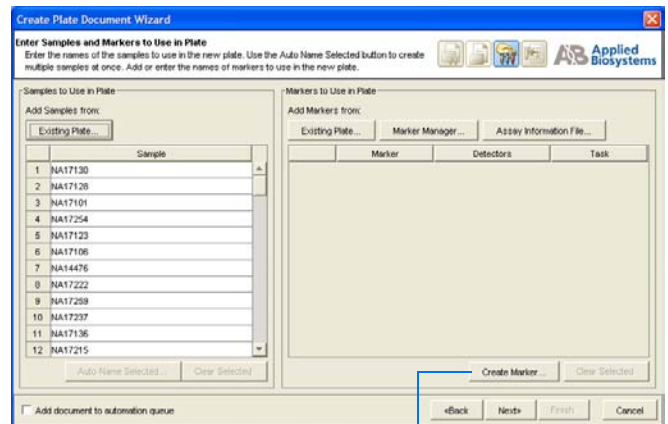 Create Plate Document Wizard
Enter Samples and Markers to Use in Plate
Enter the names of the samples to use in the new plate. Use the Auto Name Selected button to create
multiple samples at once. Add or enter the names of markers to use in the new plate.
AB Applied
Biosystems
Samples to Use in Plate
Add Samples from:
Existing Plate...
Sample
1 NA17130
2 NA17128
3 NA17101
4 NA17254
5 NA17123
6 NA17106
7 NA14476
8 NA17222
9 NA17259
10 NA17237
11 NA17136
12 NA17215
Auto Name Selected... Clear Selected
Markers to Use in Plate
Add Markers from:
Existing Plate... Marker Manager... Assay Information File...
Marker Detectors Task
Create Marker... Clear Selected
Add document to automation queue
«Back Next» Finish Cancel